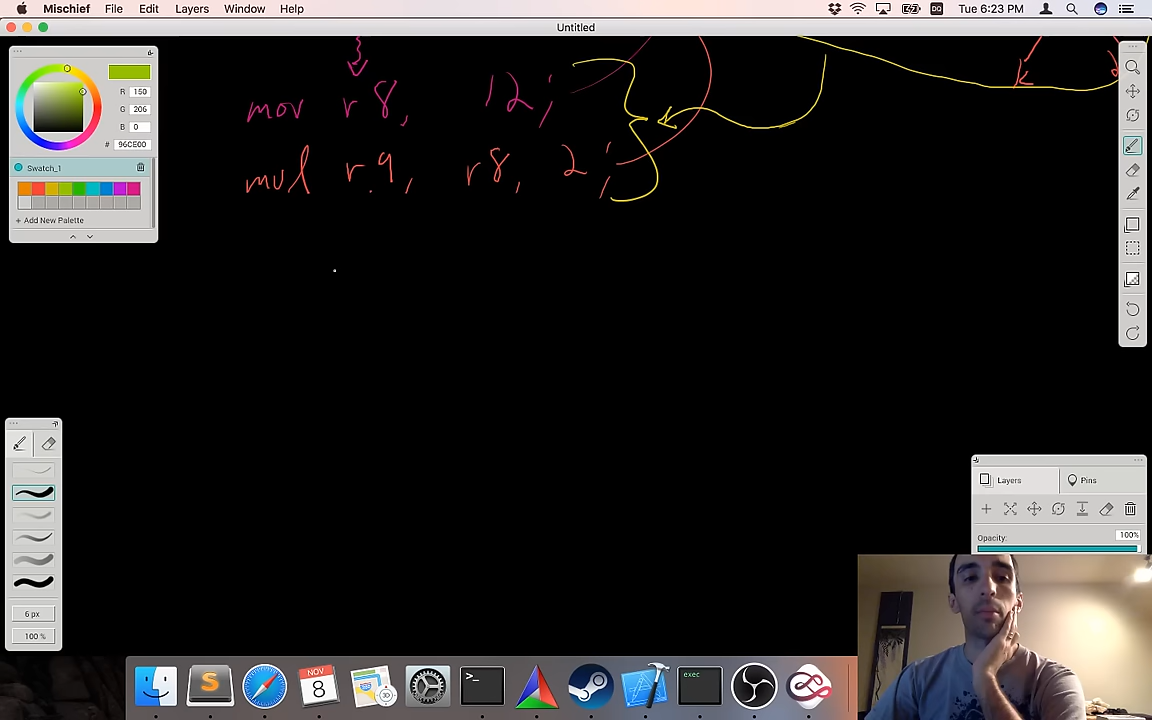 Mischief File Edit Layers Window Help Tue 6:23 PM
Untitled
R 150
G 206
B 0
# 96CE00
Swatch_1
+ Add New Palette
mov r8, 12;
mul r9, r8, 2;
k
6 px
100 %
Layers Pins
Opacity: 100%
NOV
8
exec